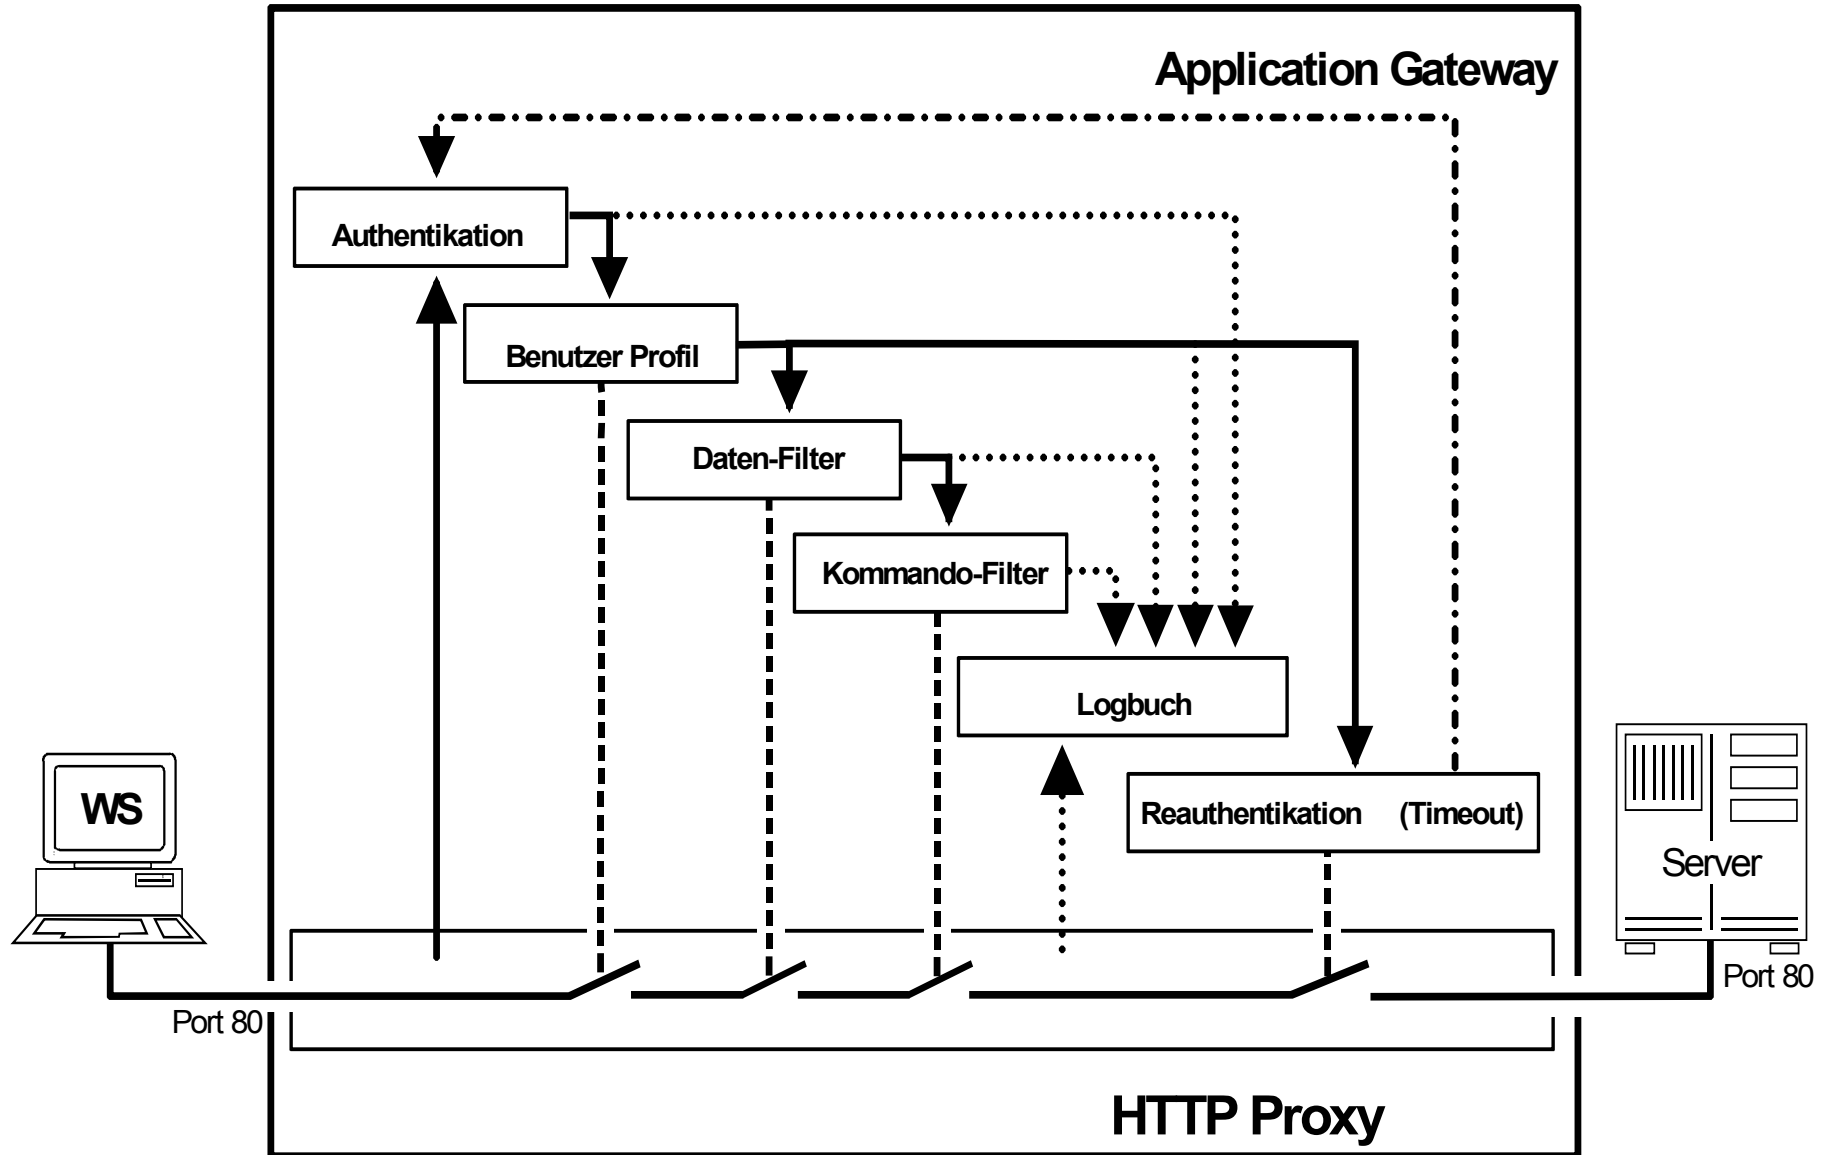 Application Gateway
Authentikation
Benutzer Profil
Daten-Filter
Kommando-Filter
Logbuch
WS
Reauthentikation (Timeout)
Server
Port 80
Port 80
HTTP Proxy